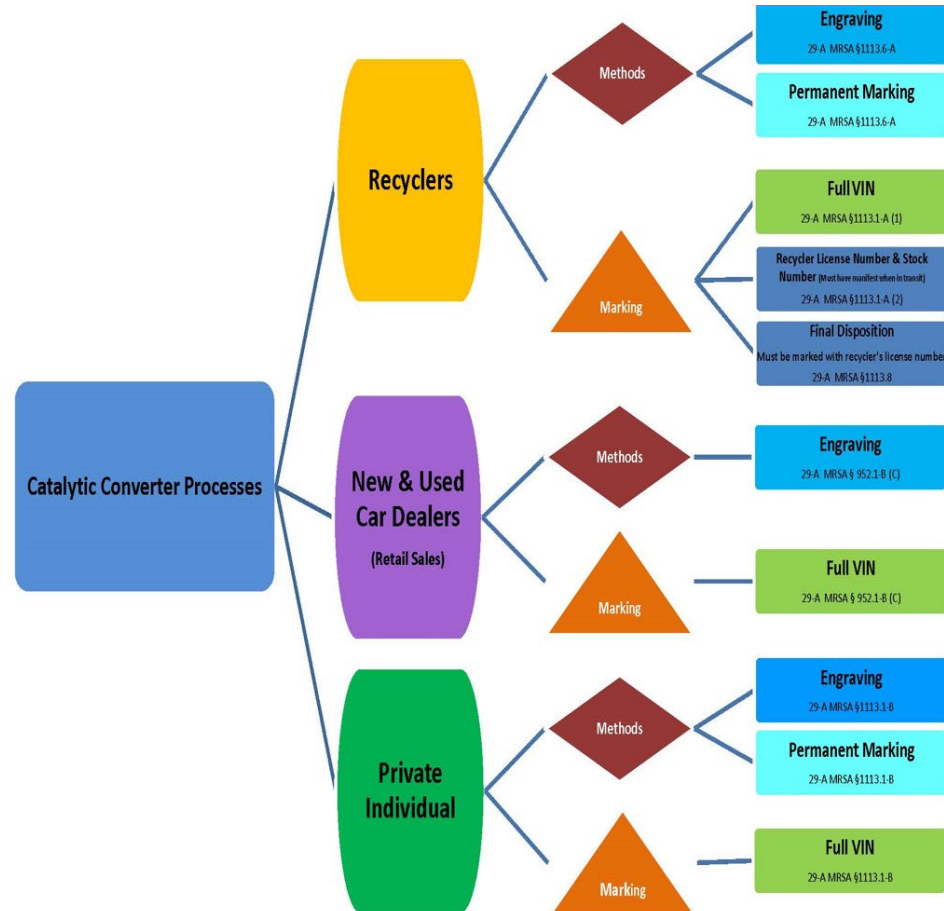 Catalytic Converter Processes
Recyclers
Methods
Engraving
29-A MRSA §1113.6-A
Permanent Marking
29-A MRSA §1113.6-A
Marking
Full VIN
29-A MRSA §1113.1-A (1)
Recycler License Number & Stock
Number (Must have manifest when in transit)
29-A MRSA §1113.1-A (2)
Final Disposition
Must be marked with recycler's license number
29-A MRSA §1113.8
New & Used
Car Dealers
(Retail Sales)
Methods
Engraving
29-A MRSA § 952.1-B (C)
Marking
Full VIN
29-A MRSA § 952.1-B (C)
Private
Individual
Methods
Engraving
29-A MRSA §1113.1-B
Permanent Marking
29-A MRSA §1113.1-B
Marking
Full VIN
29-A MRSA §1113.1-B